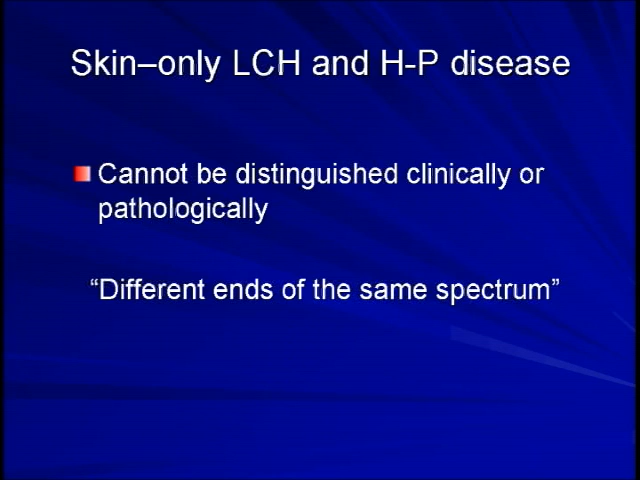 Skin–only LCH and H-P disease
Cannot be distinguished clinically or
pathologically
“Different ends of the same spectrum”